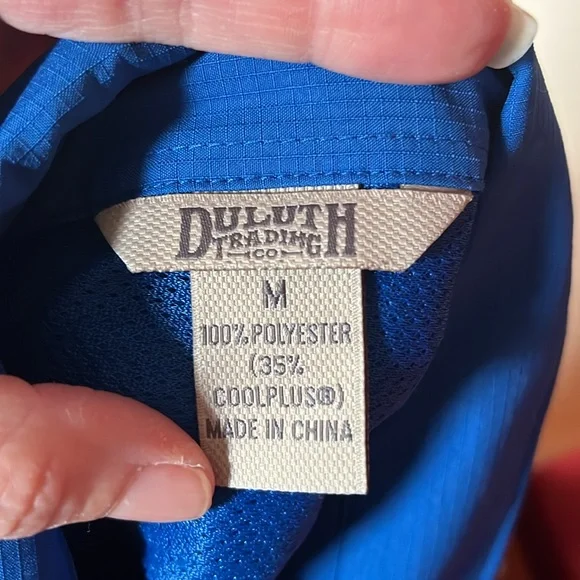 DULUTH
TRADING
CO
M
100% POLYESTER
(35%
COOLPLUS®)
MADE IN CHINA